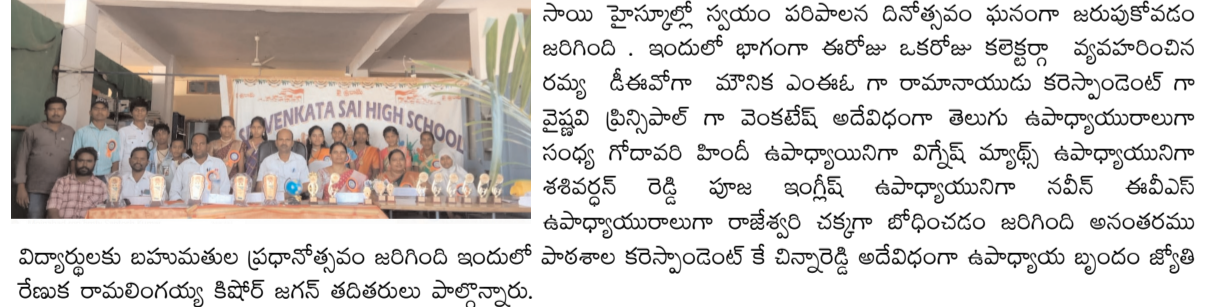 SRI VENKATA SAI HIGH SCHOOL
సాయి హైస్కూల్లో స్వయం పరిపాలన దినోత్సవం ఘనంగా జరుపుకోవడం
జరిగింది . ఇందులో భాగంగా ఈరోజు ఒకరోజు కలెక్టర్గా వ్యవహరించిన
రమ్య డీఈవోగా మౌనిక ఎంఈఓ గా రామానాయుడు కరెస్పాండెంట్ గా
వైష్ణవి ప్రిన్సిపాల్ గా వెంకటేష్ అదేవిధంగా తెలుగు ఉపాధ్యాయురాలుగా
సంధ్య గోదావరి హిందీ ఉపాధ్యాయినిగా విగ్నేష్ మ్యాథ్స్ ఉపాధ్యాయునిగా
శశివర్ధన్ రెడ్డి పూజ ఇంగ్లీష్ ఉపాధ్యాయునిగా నవీన్ ఈవీఎస్
ఉపాధ్యాయురాలుగా రాజేశ్వరి చక్కగా బోధించడం జరిగింది అనంతరము
విద్యార్థులకు బహుమతుల ప్రధానోత్సవం జరిగింది ఇందులో పాఠశాల కరెస్పాండెంట్ కే చిన్నారెడ్డి అదేవిధంగా ఉపాధ్యాయ బృందం జ్యోతి
రేణుక రామలింగయ్య కిషోర్ జగన్ తదితరులు పాల్గొన్నారు.